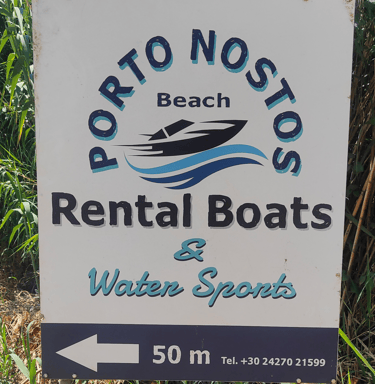 PORTO NOSTOS
Beach
Rental Boats
&
Water Sports
50 m Tel. +30 24270 21599